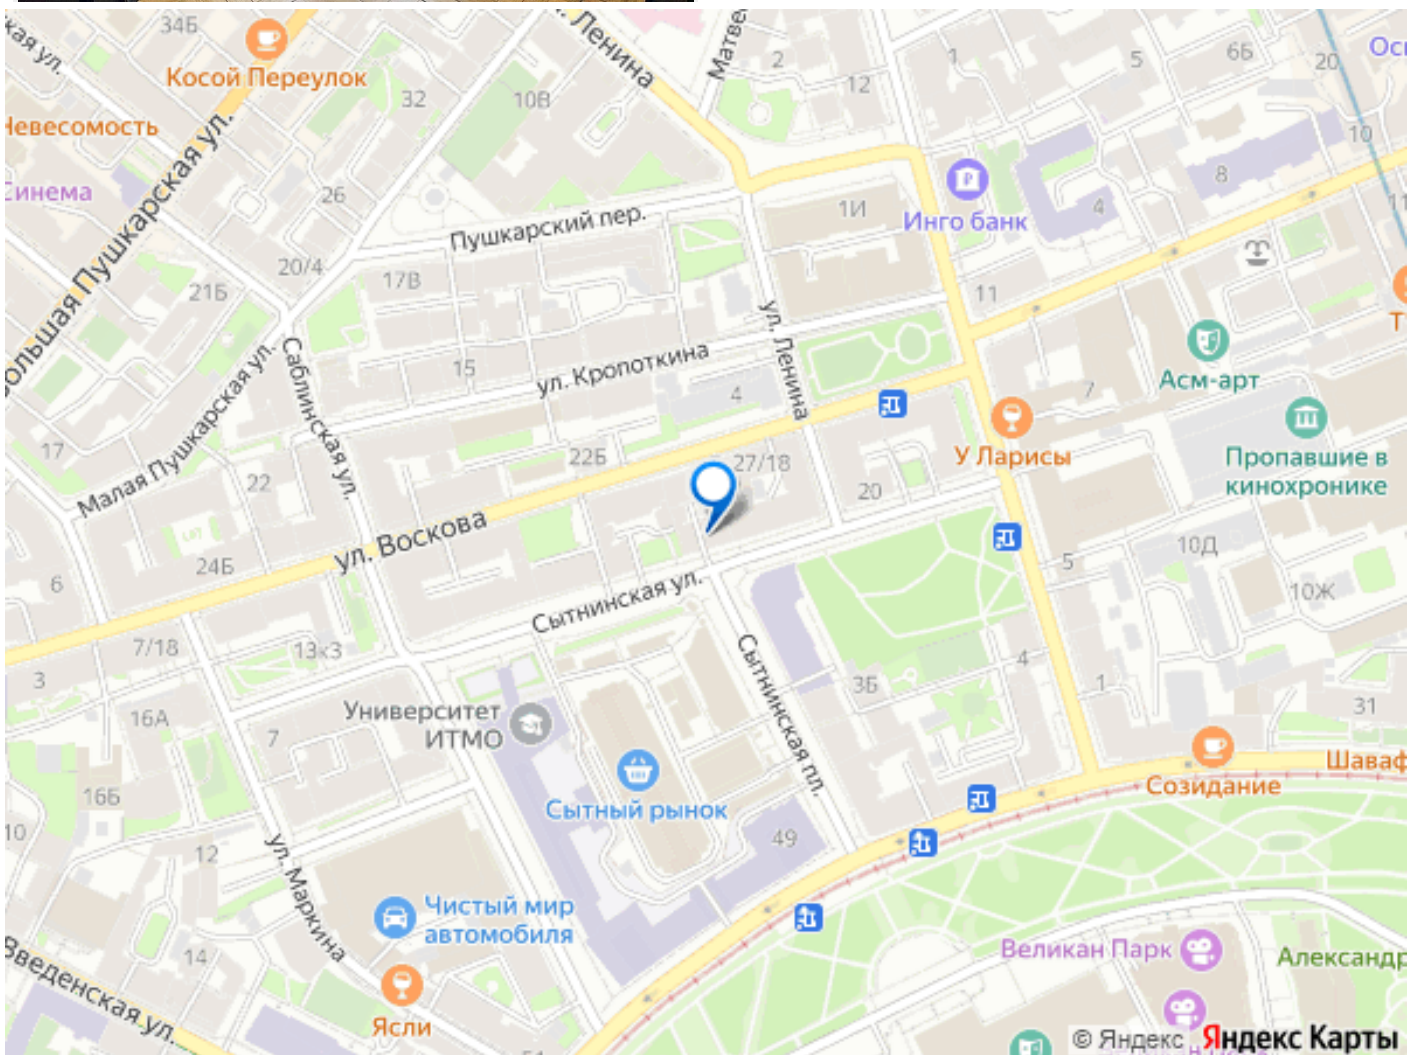 34Б
Косой Переулок
ская ул.
Невесомость
Синема
Большая Пушкарская ул.
32
10В
ул. Ленина
Матве
2
12
1
5
6Б
20
Осн
10
8
11
4
Инго банк
1И
26
Пушкарский пер.
20/4
17В
21Б
15
ул. Кропоткина
ул. Ленина
11
Асм-арт
7
У Ларисы
Пропавшие в
кинохронике
4
17
Малая Пушкарская ул.
Саблинская ул.
22
22Б
27/18
20
ул. Воскова
24Б
6
7/18
13к3
3
16А
7
Сытнинская ул.
Сытнинская пл.
5
10Д
10Ж
4
3Б
1
31
Университет
ИТМО
Сытный рынок
49
Созидание
Шаваф
16Б
10
12
ул. Маркина
Чистый мир
автомобиля
14
Введенская ул.
Ясли
Великан Парк
Александр
© Яндекс Яндекс Карты